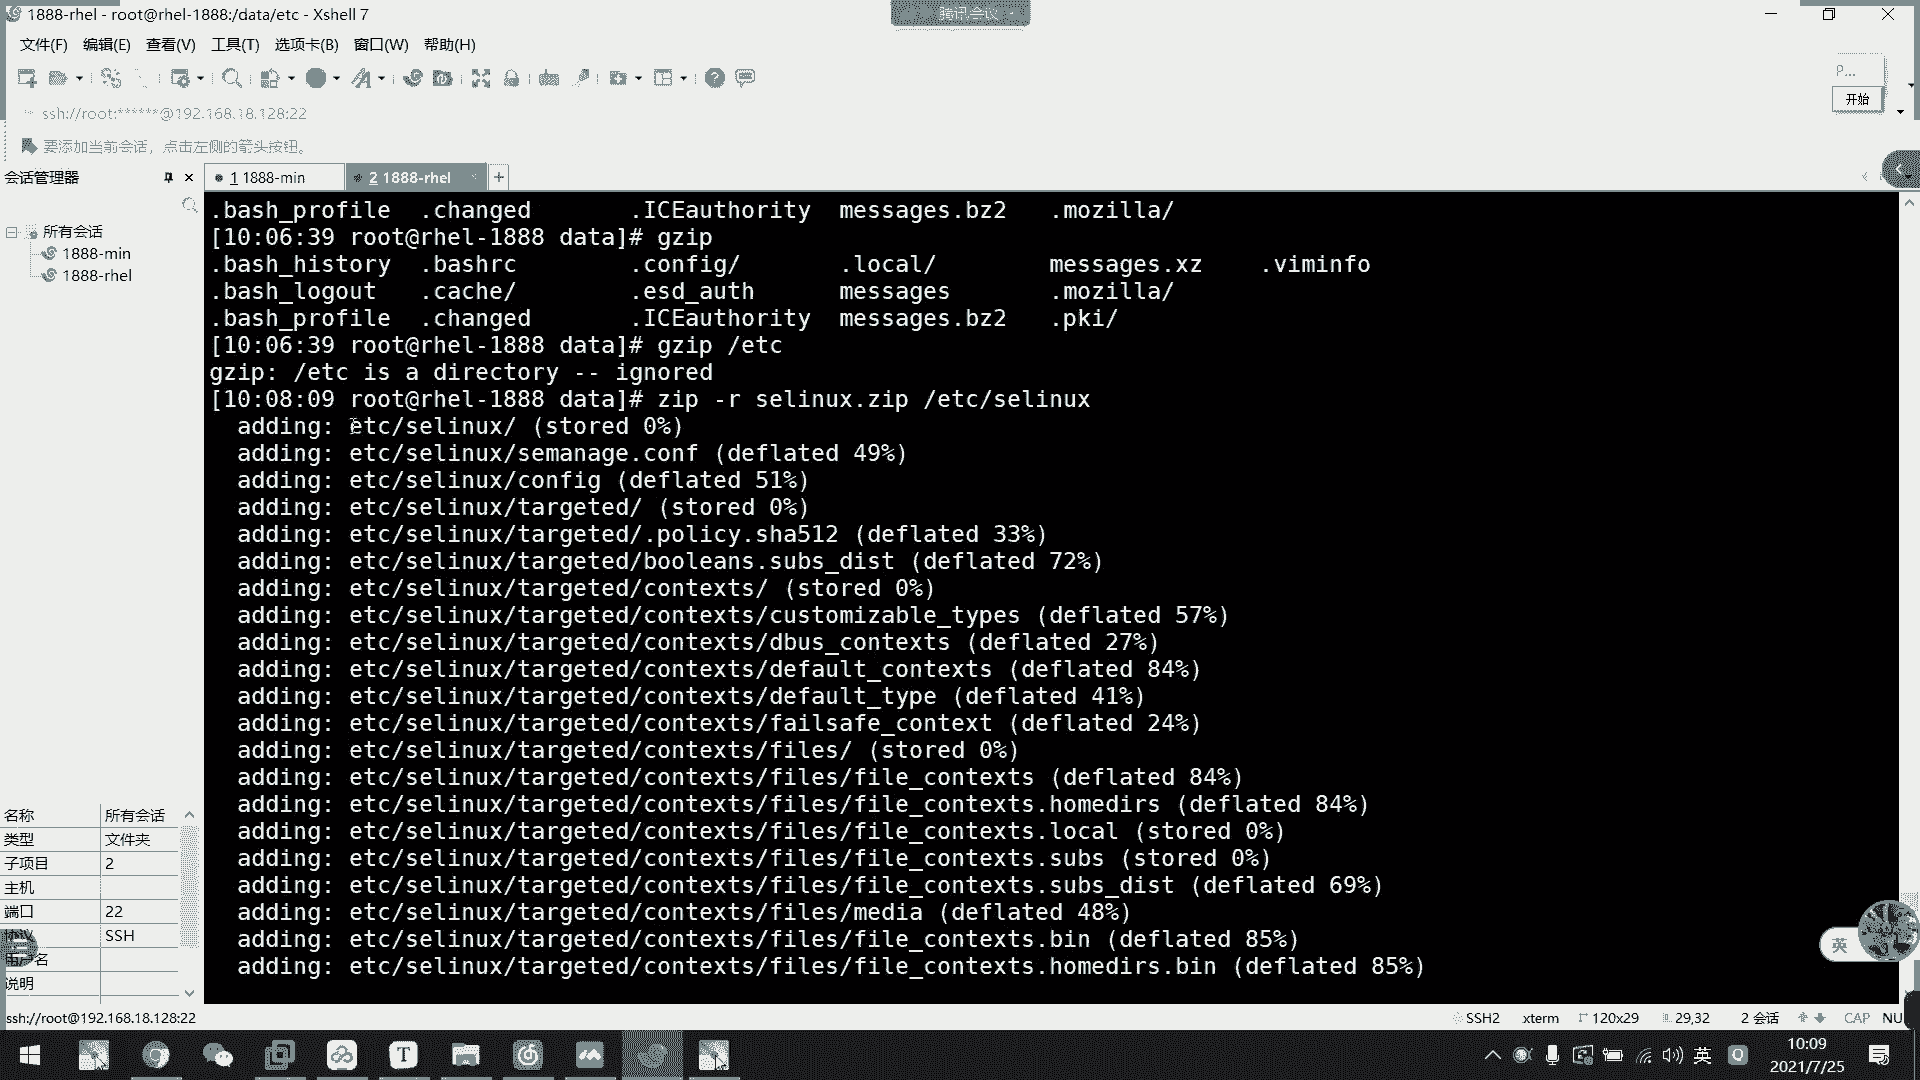 1888-rhel - root@rhel-1888:/data/etc - Xshell 7
腾讯会议
文件(F) 编辑(E) 查看(V) 工具(T) 选项卡(B) 窗口(W) 帮助(H)
P...
开始
ssh://root:******@192.168.18.128:22
要添加当前会话，点击左侧的箭头按钮。
会话管理器
1 1888-min
2 1888-rhel
所有会话
1888-min
1888-rhel
.bash_profile .changed .ICEauthority messages.bz2 .mozilla/
[10:06:39 root@rhel-1888 data]# gzip
.bash_history .bashrc .config/ .local/ messages.xz .viminfo
.bash_logout .cache/ .esd_auth messages .mozilla/
.bash_profile .changed .ICEauthority messages.bz2 .pki/
[10:06:39 root@rhel-1888 data]# gzip /etc
gzip: /etc is a directory -- ignored
[10:08:09 root@rhel-1888 data]# zip -r selinux.zip /etc/selinux
adding: etc/selinux/ (stored 0%)
adding: etc/selinux/semanage.conf (deflated 49%)
adding: etc/selinux/config (deflated 51%)
adding: etc/selinux/targeted/ (stored 0%)
adding: etc/selinux/targeted/.policy.sha512 (deflated 33%)
adding: etc/selinux/targeted/booleans.subs_dist (deflated 72%)
adding: etc/selinux/targeted/contexts/ (stored 0%)
adding: etc/selinux/targeted/contexts/customizable_types (deflated 57%)
adding: etc/selinux/targeted/contexts/dbus_contexts (deflated 27%)
adding: etc/selinux/targeted/contexts/default_contexts (deflated 84%)
adding: etc/selinux/targeted/contexts/default_type (deflated 41%)
adding: etc/selinux/targeted/contexts/failsafe_context (deflated 24%)
adding: etc/selinux/targeted/contexts/files/ (stored 0%)
adding: etc/selinux/targeted/contexts/files/file_contexts (deflated 84%)
adding: etc/selinux/targeted/contexts/files/file_contexts.homedirs (deflated 84%)
adding: etc/selinux/targeted/contexts/files/file_contexts.local (stored 0%)
adding: etc/selinux/targeted/contexts/files/file_contexts.subs (stored 0%)
adding: etc/selinux/targeted/contexts/files/file_contexts.subs_dist (deflated 69%)
adding: etc/selinux/targeted/contexts/files/media (deflated 48%)
adding: etc/selinux/targeted/contexts/files/file_contexts.bin (deflated 85%)
adding: etc/selinux/targeted/contexts/files/file_contexts.homedirs.bin (deflated 85%)
名称 所有会话
类型 文件夹
子项目 2
主机
端口 22
SSH
说明
英
ssh://root@192.168.18.128:22
SSH2 xterm 120x29 29,32 2 会话 CAP NU
英
10:09
2021/7/25